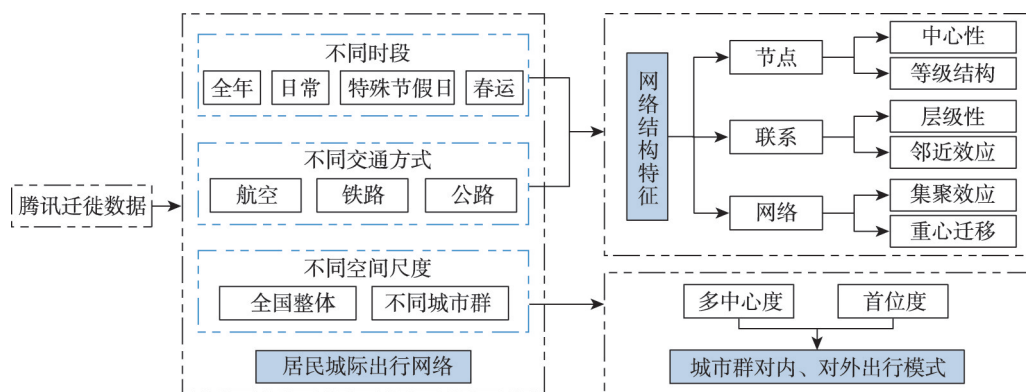 腾讯迁徙数据
不同时段
全年 日常 特殊节假日 春运
不同交通方式
航空 铁路 公路
不同空间尺度
全国整体 不同城市群
居民城际出行网络
网络结构特征
节点
中心性
等级结构
联系
层级性
邻近效应
网络
集聚效应
重心迁移
多中心度 首位度
城市群对内、对外出行模式